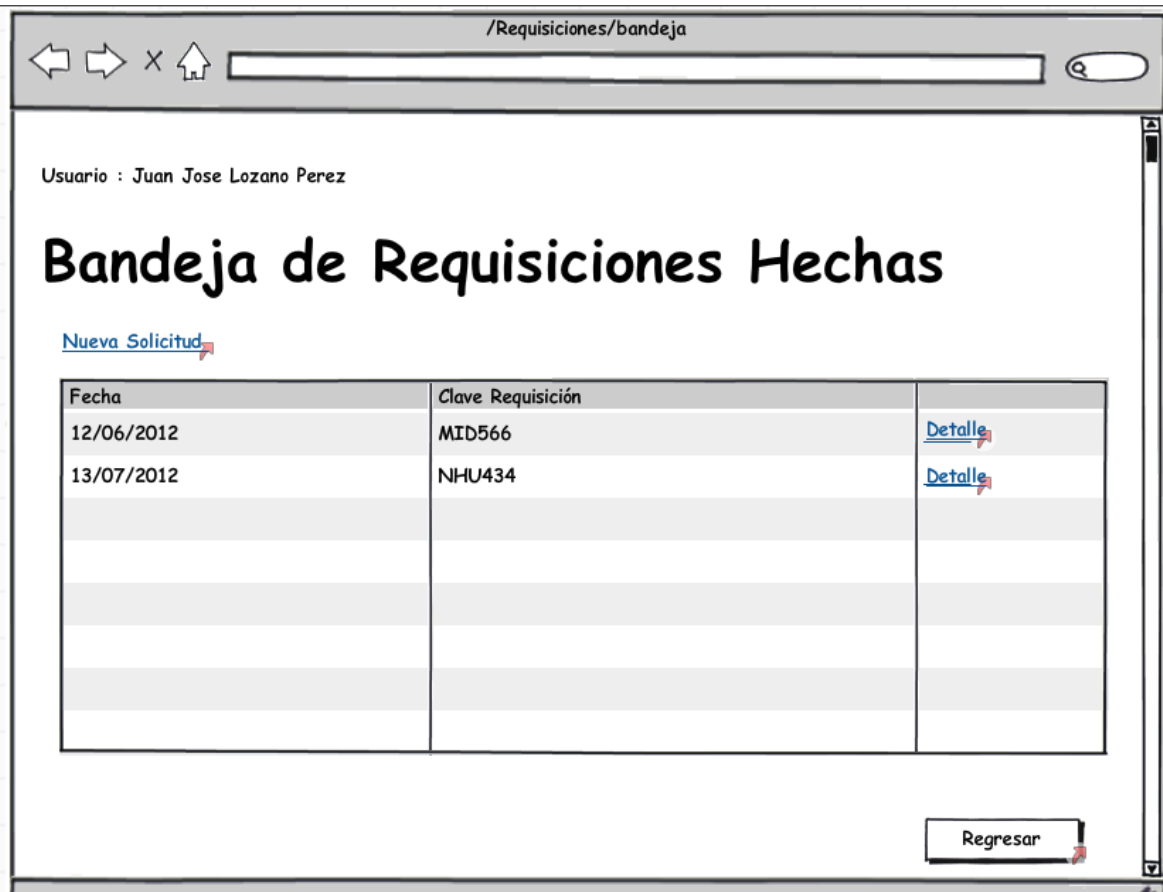 /Requisiciones/bandeja
Usuario : Juan Jose Lozano Perez
Bandeja de Requisiciones Hechas
Nueva Solicitud
Fecha Clave Requisición
12/06/2012 MID566 Detalle
13/07/2012 NHU434 Detalle
Regresar